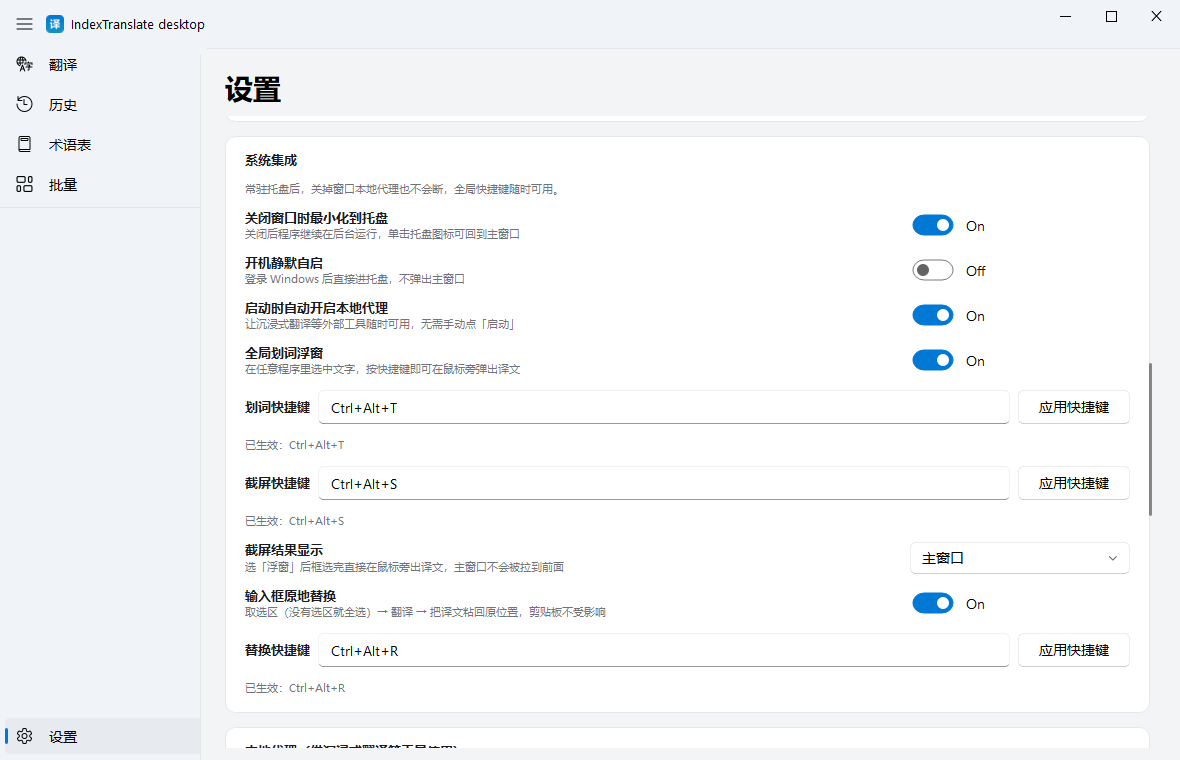 IndexTranslate desktop
翻译
历史
术语表
批量
设置
设置
系统集成
常驻托盘后，关掉窗口本地代理也不会断，全局快捷键随时可用。
关闭窗口时最小化到托盘
关闭后程序继续在后台运行，单击托盘图标可回到主窗口
On
开机静默自启
登录 Windows 后直接进托盘，不弹出主窗口
Off
启动时自动开启本地代理
让沉浸式翻译等外部工具随时可用，无需手动点「启动」
On
全局划词浮窗
在任意程序里选中文字，按快捷键即可在鼠标旁弹出译文
On
划词快捷键 Ctrl+Alt+T 应用快捷键
已生效：Ctrl+Alt+T
截屏快捷键 Ctrl+Alt+S 应用快捷键
已生效：Ctrl+Alt+S
截屏结果显示
选「浮窗」后框选完直接在鼠标旁出译文，主窗口不会被拉到前面
主窗口
输入框原地替换
取选区（没有选区就全选）→ 翻译 → 把译文粘回原位置，剪贴板不受影响
On
替换快捷键 Ctrl+Alt+R 应用快捷键
已生效：Ctrl+Alt+R